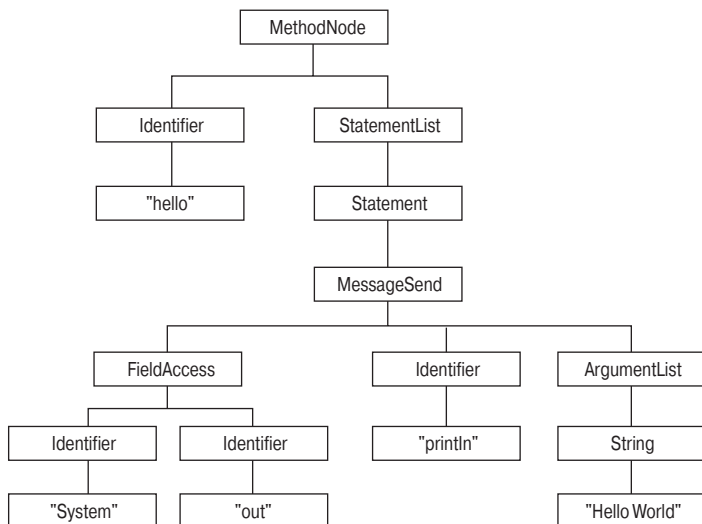 MethodNode
Identifier
StatementList
"hello"
Statement
MessageSend
FieldAccess
Identifier
ArgumentList
Identifier
Identifier
"println"
String
"System"
"out"
"Hello World"